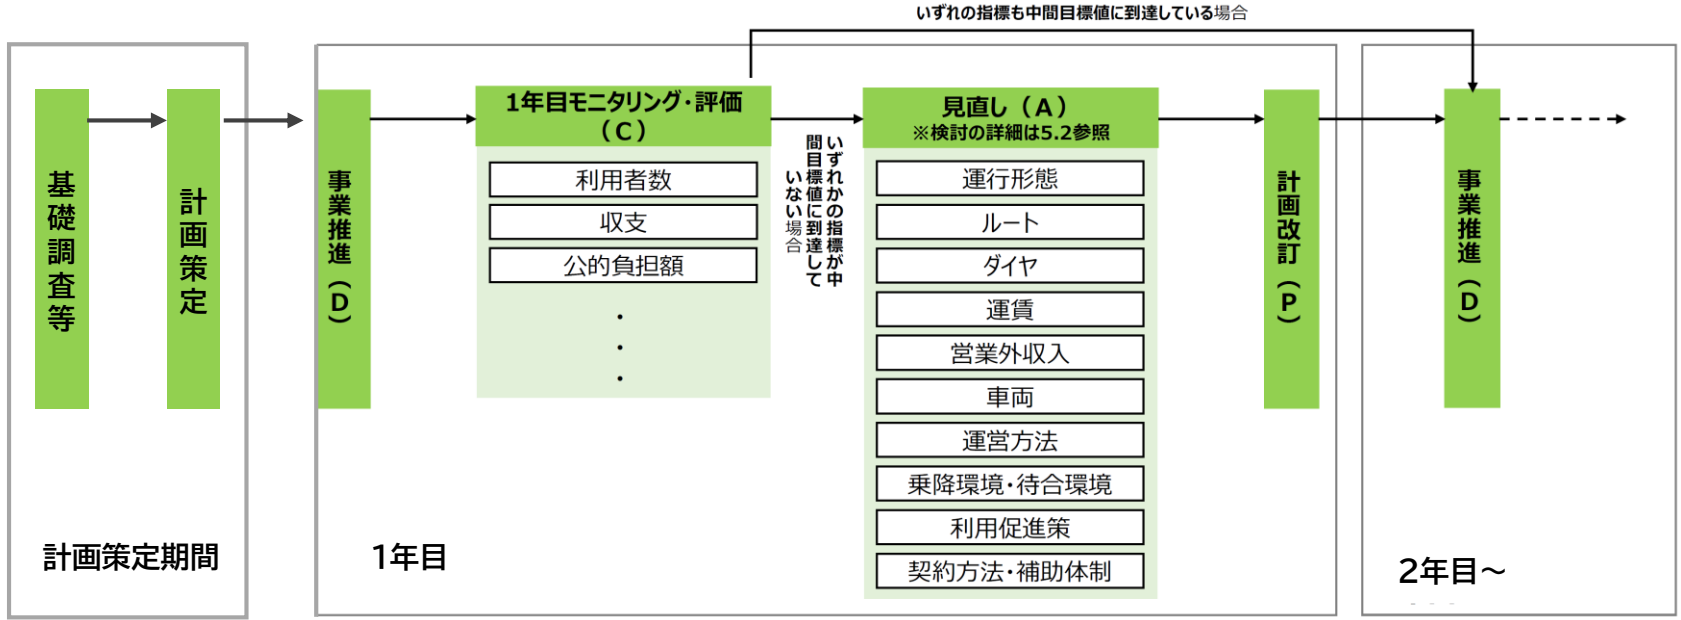 いずれの指標も中間目標値に到達している場合
基礎調査等
計画策定
計画策定期間
事業推進（D）
1年目モニタリング・評価
（C）
利用者数
収支
公的負担額
・
・
・
いずれかの指標が中
間目標値に到達して
いない場合
見直し（A）
※検討の詳細は5.2参照
運行形態
ルート
ダイヤ
運賃
営業外収入
車両
運営方法
乗降環境・待合環境
利用促進策
契約方法・補助体制
計画改訂（P）
1年目
事業推進（D）
2年目～